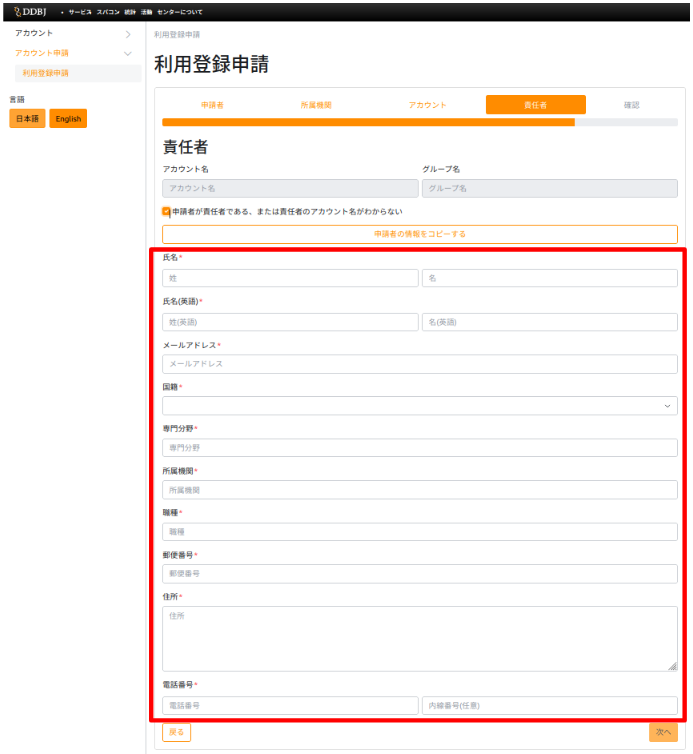 DDBJ • サービス スパコン 統計 活動 センターについて
アカウント
アカウント申請
利用登録申請
言語
日本語 English
利用登録申請
利用登録申請
申請者 所属機関 アカウント 責任者 確認
責任者
アカウント名 グループ名
アカウント名 グループ名
申請者が責任者である、または責任者のアカウント名がわからない
申請者の情報をコピーする
氏名*
姓 名
氏名(英語)*
姓(英語) 名(英語)
メールアドレス*
メールアドレス
国籍*
専門分野*
専門分野
所属機関*
所属機関
職種*
職種
郵便番号*
郵便番号
住所*
住所
電話番号*
電話番号 内線番号(任意)
戻る 次へ